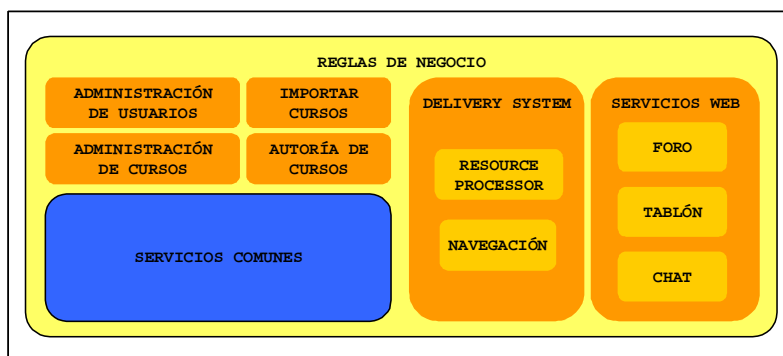 REGLAS DE NEGOCIO
ADMINISTRACIÓN
DE USUARIOS
IMPORTAR
CURSOS
ADMINISTRACIÓN
DE CURSOS
AUTORÍA DE
CURSOS
SERVICIOS COMUNES
DELIVERY SYSTEM
RESOURCE
PROCESSOR
NAVEGACIÓN
SERVICIOS WEB
FORO
TABLÓN
CHAT